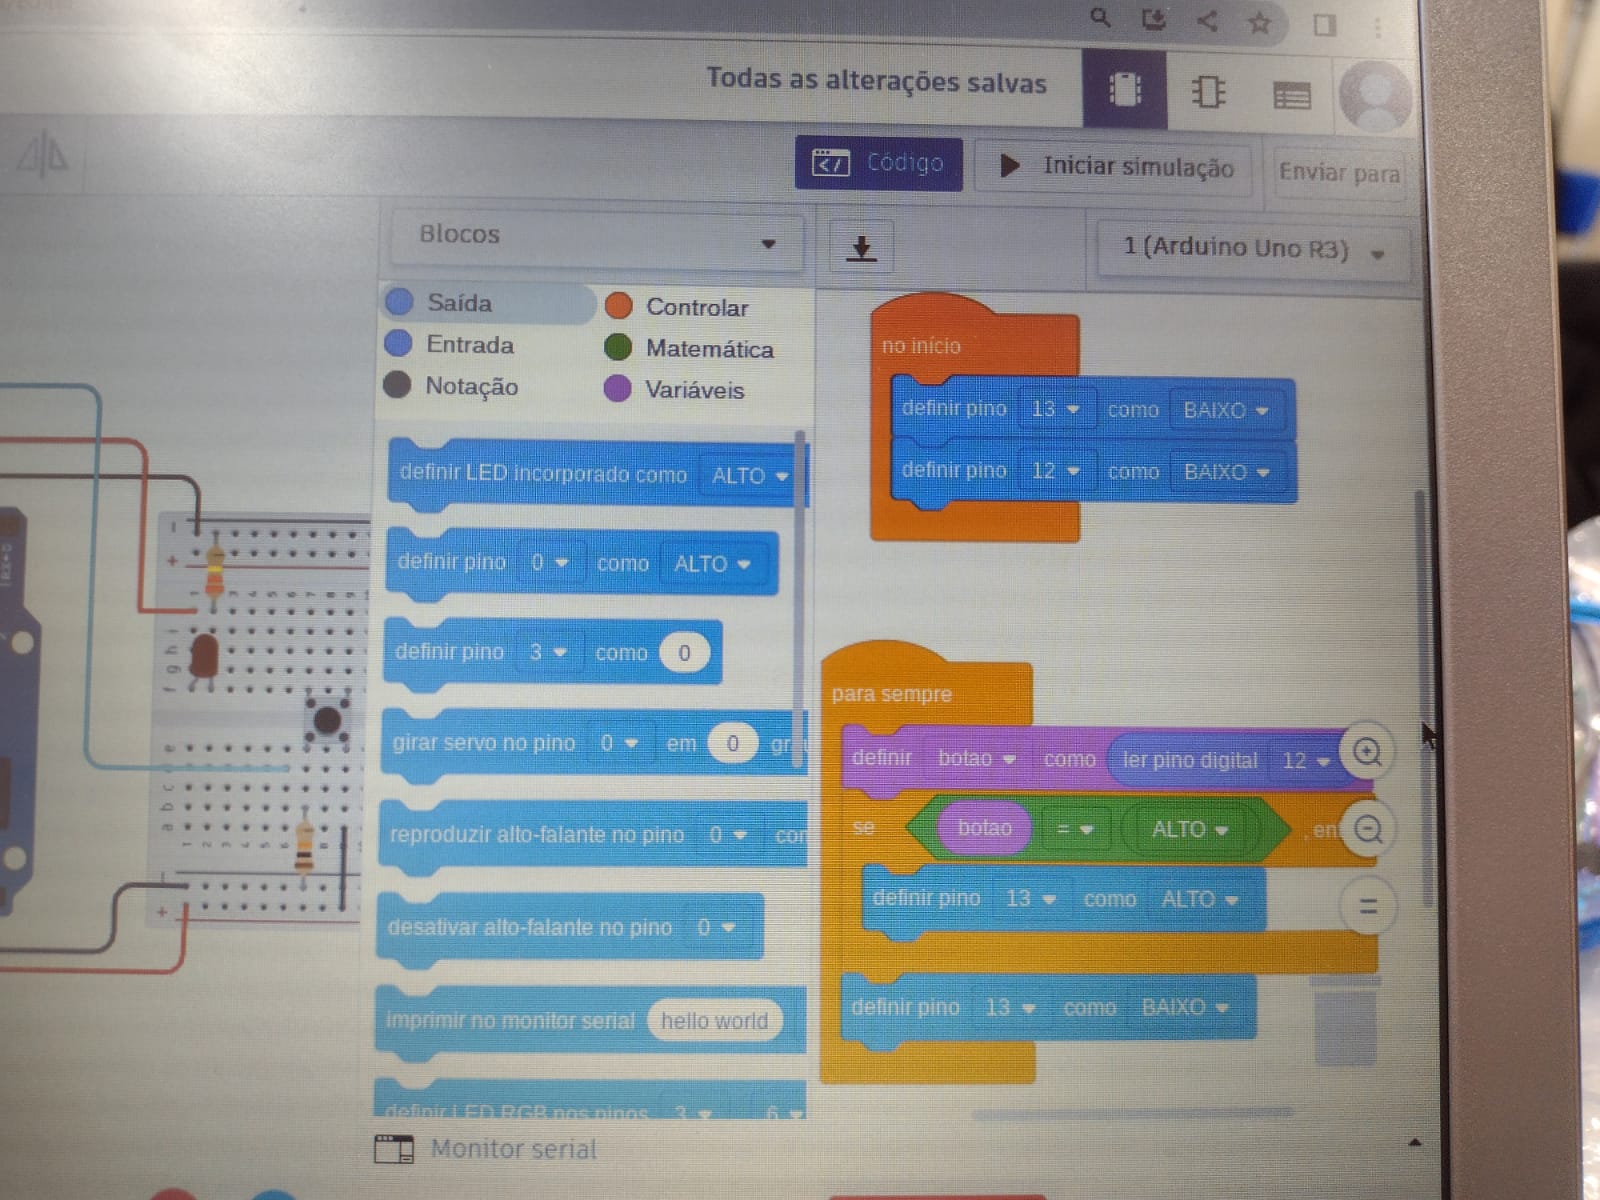 Todas as alterações salvas
Código
Iniciar simulação
Enviar para
Blocos
1 (Arduino Uno R3)
Saída
Controlar
Entrada
Matemática
Notação
Variáveis
definir LED incorporado como ALTO
definir pino 0 como ALTO
definir pino 3 como 0
girar servo no pino 0 em 0 gr
reproduzir alto-falante no pino 0 con
desativar alto-falante no pino 0
imprimir no monitor serial hello world
definir LED RGB nos pinos 3 6
no início
definir pino 13 como BAIXO
definir pino 12 como BAIXO
para sempre
definir botao como ler pino digital 12
se botao = ALTO , en
definir pino 13 como ALTO
definir pino 13 como BAIXO
Monitor serial